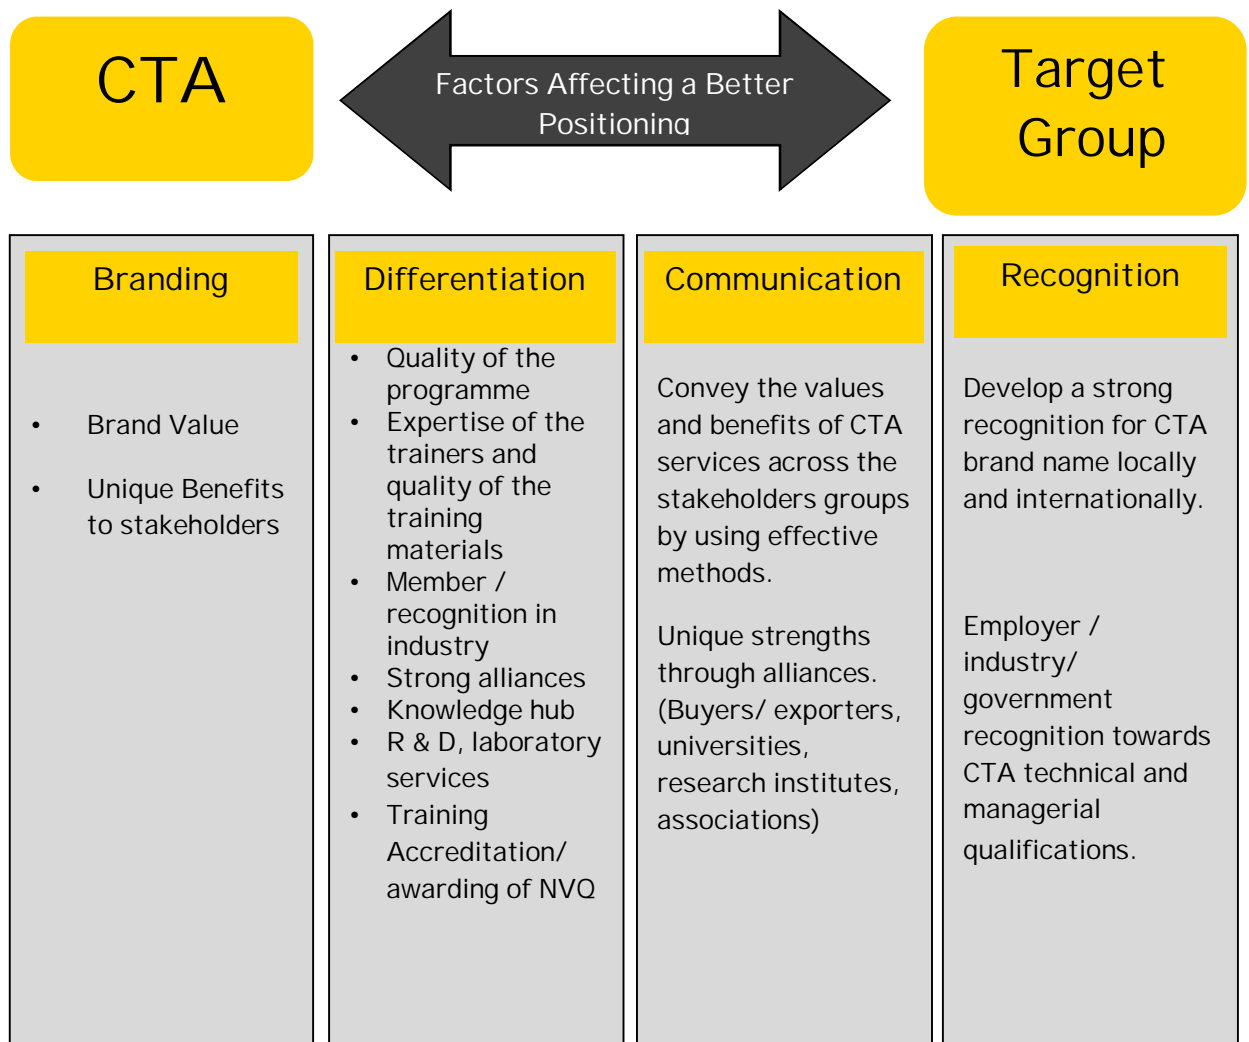 CTA
Factors Affecting a Better
Positioning
Target
Group
Branding
• Brand Value
• Unique Benefits
to stakeholders
Differentiation
• Quality of the
programme
• Expertise of the
trainers and
quality of the
training
materials
• Member /
recognition in
industry
• Strong alliances
• Knowledge hub
• R & D, laboratory
services
• Training
Accreditation/
awarding of NVQ
Communication
Convey the values
and benefits of CTA
services across the
stakeholders groups
by using effective
methods.
Unique strengths
through alliances.
(Buyers/ exporters,
universities,
research institutes,
associations)
Recognition
Develop a strong
recognition for CTA
brand name locally
and internationally.
Employer /
industry/
government
recognition towards
CTA technical and
managerial
qualifications.